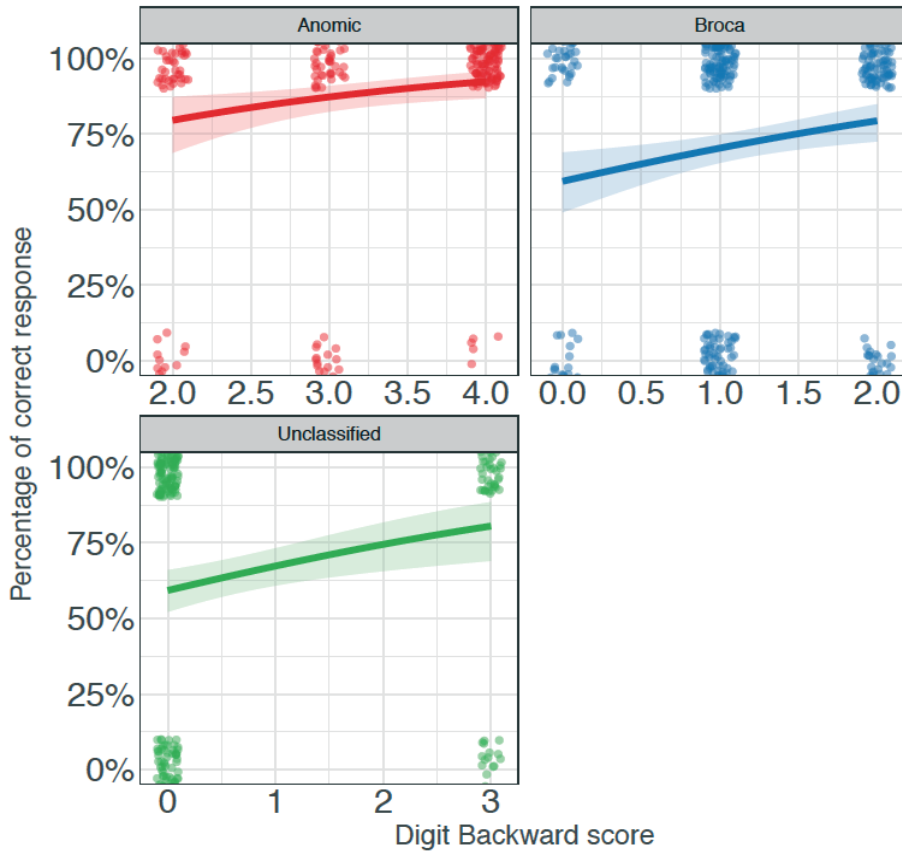 Anomic
Broca
100%
75%
50%
25%
0%
2.0 2.5 3.0 3.5 4.0
0.0 0.5 1.0 1.5 2.0
Unclassified
100%
75%
50%
25%
0%
0 1 2 3
Percentage of correct response
Digit Backward score